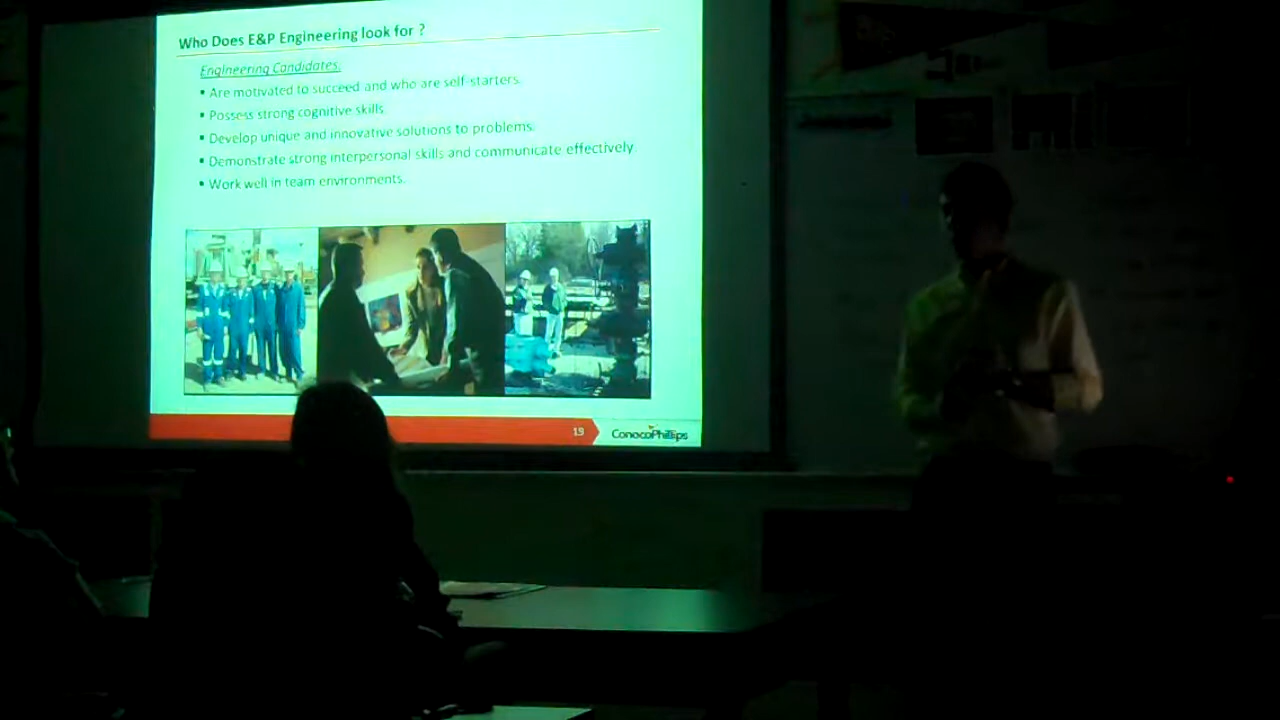 Who Does E&P Engineering look for ?
Engineering Candidates:
▪ Are motivated to succeed and who are self-starters.
▪ Possess strong cognitive skills.
▪ Develop unique and innovative solutions to problems.
▪ Demonstrate strong interpersonal skills and communicate effectively.
▪ Work well in team environments.
19
ConocoPhillips